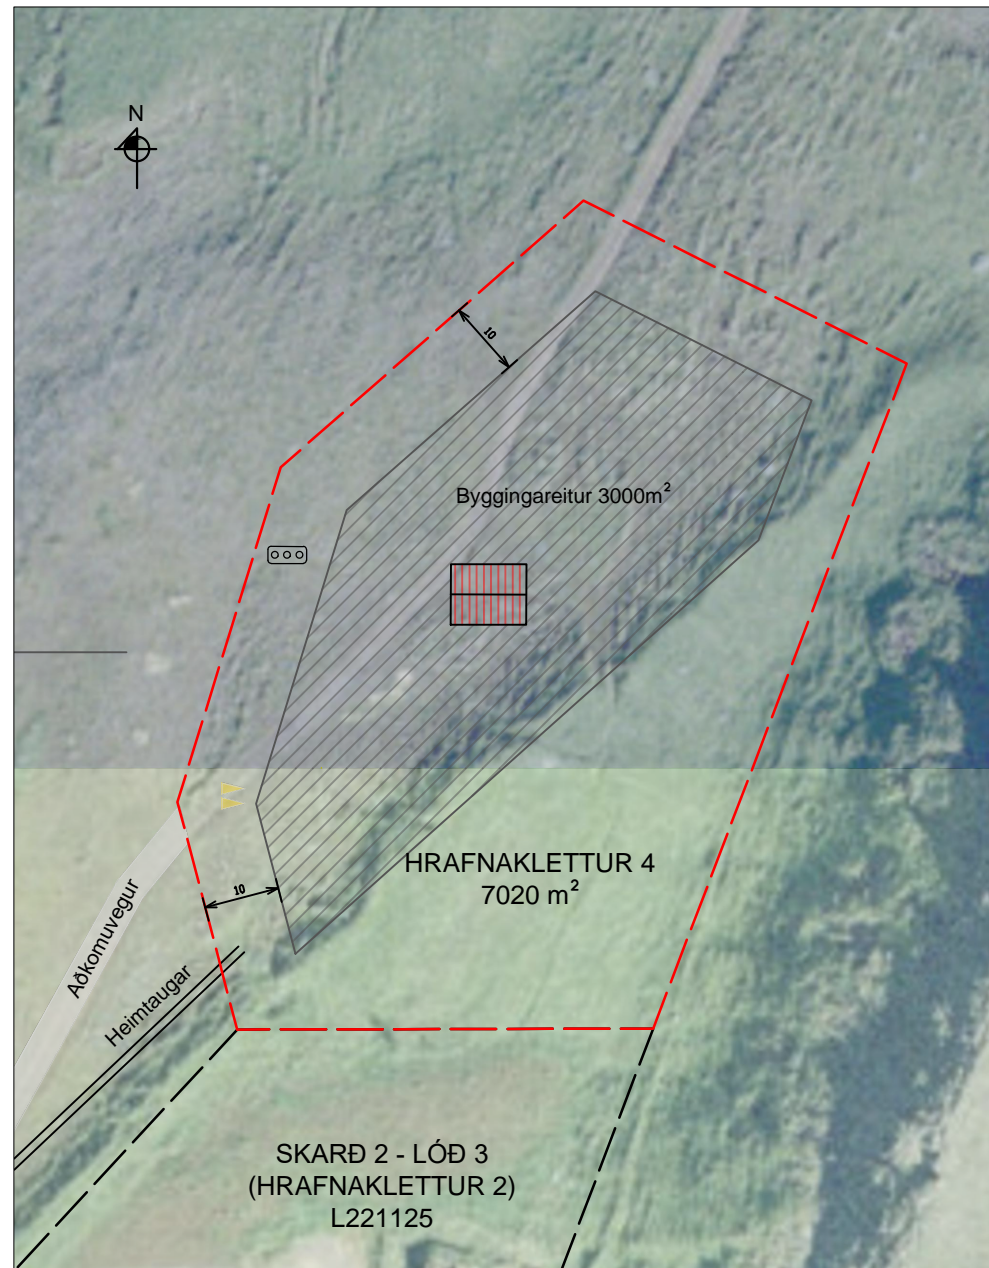 N
10
Byggingareitur 3000m²
HRAFNAKLETTUR 4
7020 m²
10
Aðkomuvegur
Heimtaugar
SKARÐ 2 - LÓÐ 3
(HRAFNAKLETTUR 2)
L221125